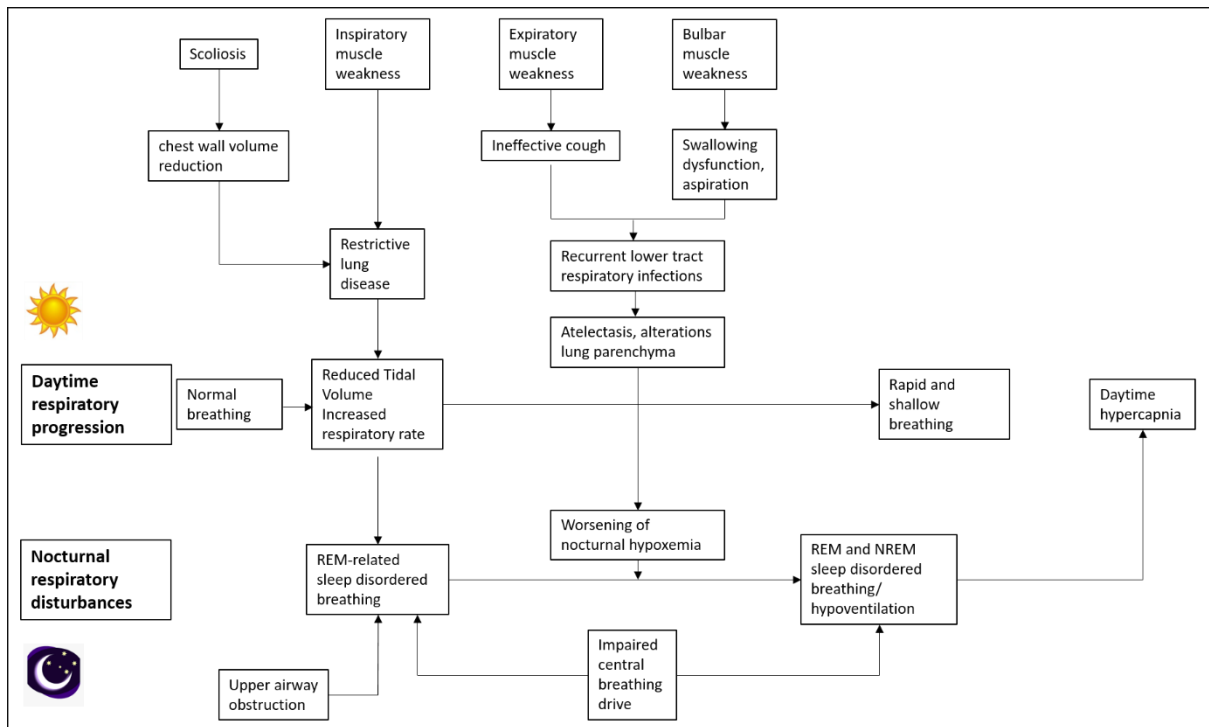 Scoliosis
Inspiratory
muscle
weakness
Expiratory
muscle
weakness
Bulbar
muscle
weakness
chest wall volume
reduction
Ineffective cough
Swallowing
dysfunction,
aspiration
Restrictive
lung
disease
Recurrent lower tract
respiratory infections
Atelectasis, alterations
lung parenchyma
Daytime
respiratory
progression
Normal
breathing
Reduced Tidal
Volume
Increased
respiratory rate
Rapid and
shallow
breathing
Daytime
hypercapnia
Worsening of
nocturnal hypoxemia
Nocturnal
respiratory
disturbances
REM-related
sleep disordered
breathing
REM and NREM
sleep disordered
breathing/
hypoventilation
Upper airway
obstruction
Impaired
central
breathing
drive